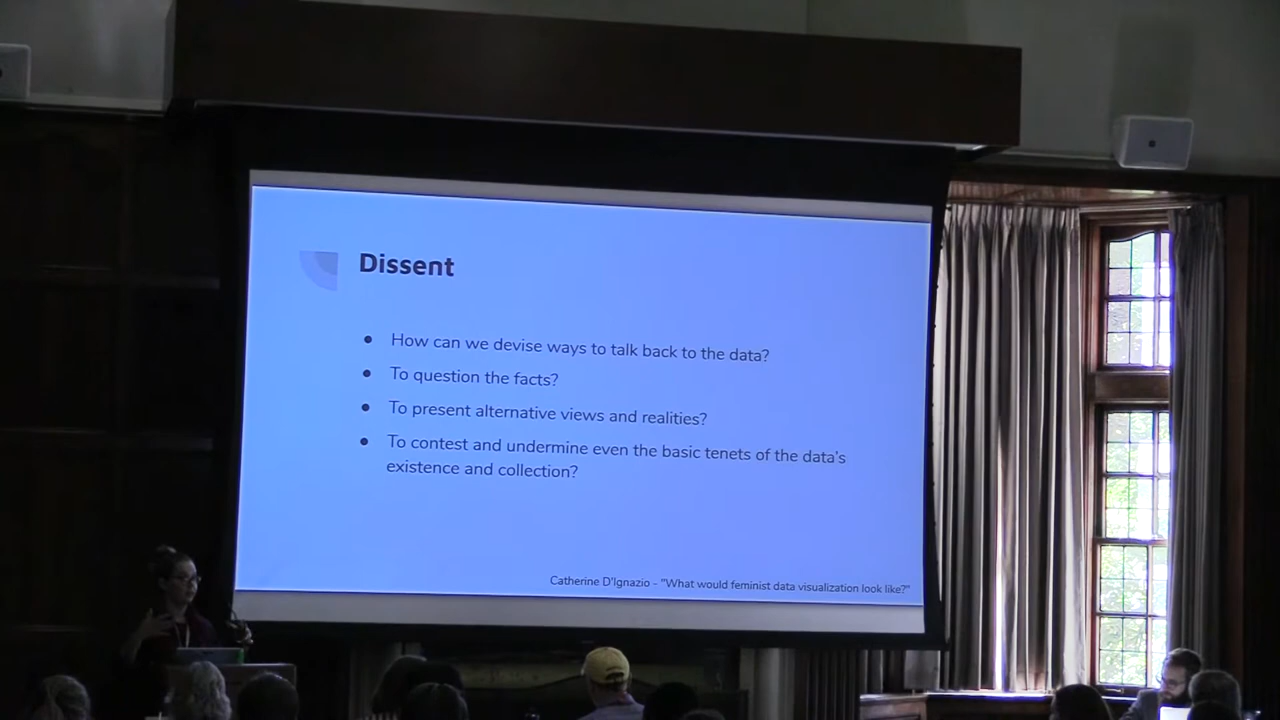 Dissent
● How can we devise ways to talk back to the data?
● To question the facts?
● To present alternative views and realities?
● To contest and undermine even the basic tenets of the data's
existence and collection?
Catherine D'Ignazio - "What would feminist data visualization look like?"